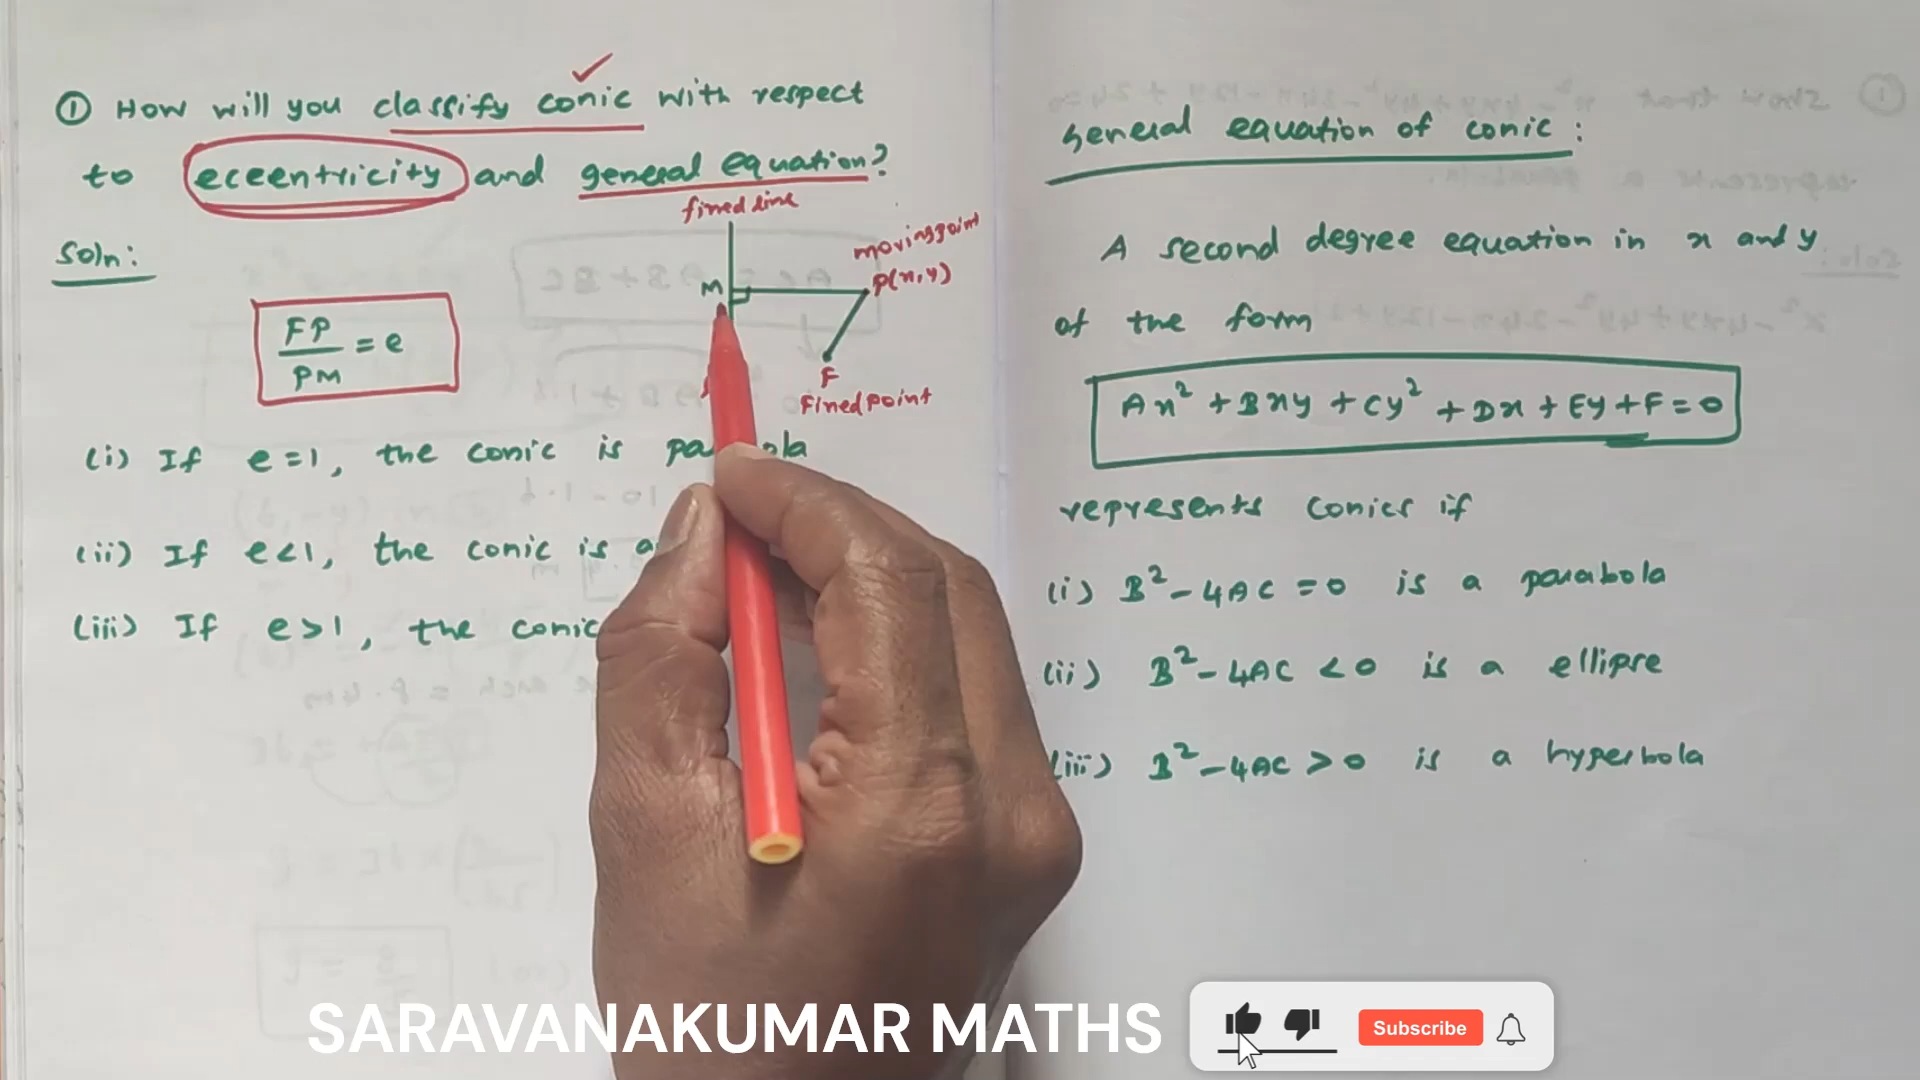 ① How will you classify conic with respect
to eccentricity and general equation?
Soln:
fixed line
moving point
P(x,y)
M
F
Fixed point
FP/PM = e
(i) If e=1, the conic is pa
(ii) If e<1, the conic is a
(iii) If e>1, the conic
General equation of conic:
A second degree equation in x and y
of the form
Ax² + Bxy + Cy² + Dx + Ey + F = 0
represents conics if
(i) B² - 4AC = 0 is a parabola
(ii) B² - 4AC < 0 is a ellipse
(iii) B² - 4AC > 0 is a hyperbola
SARAVANAKUMAR MATHS
Subscribe